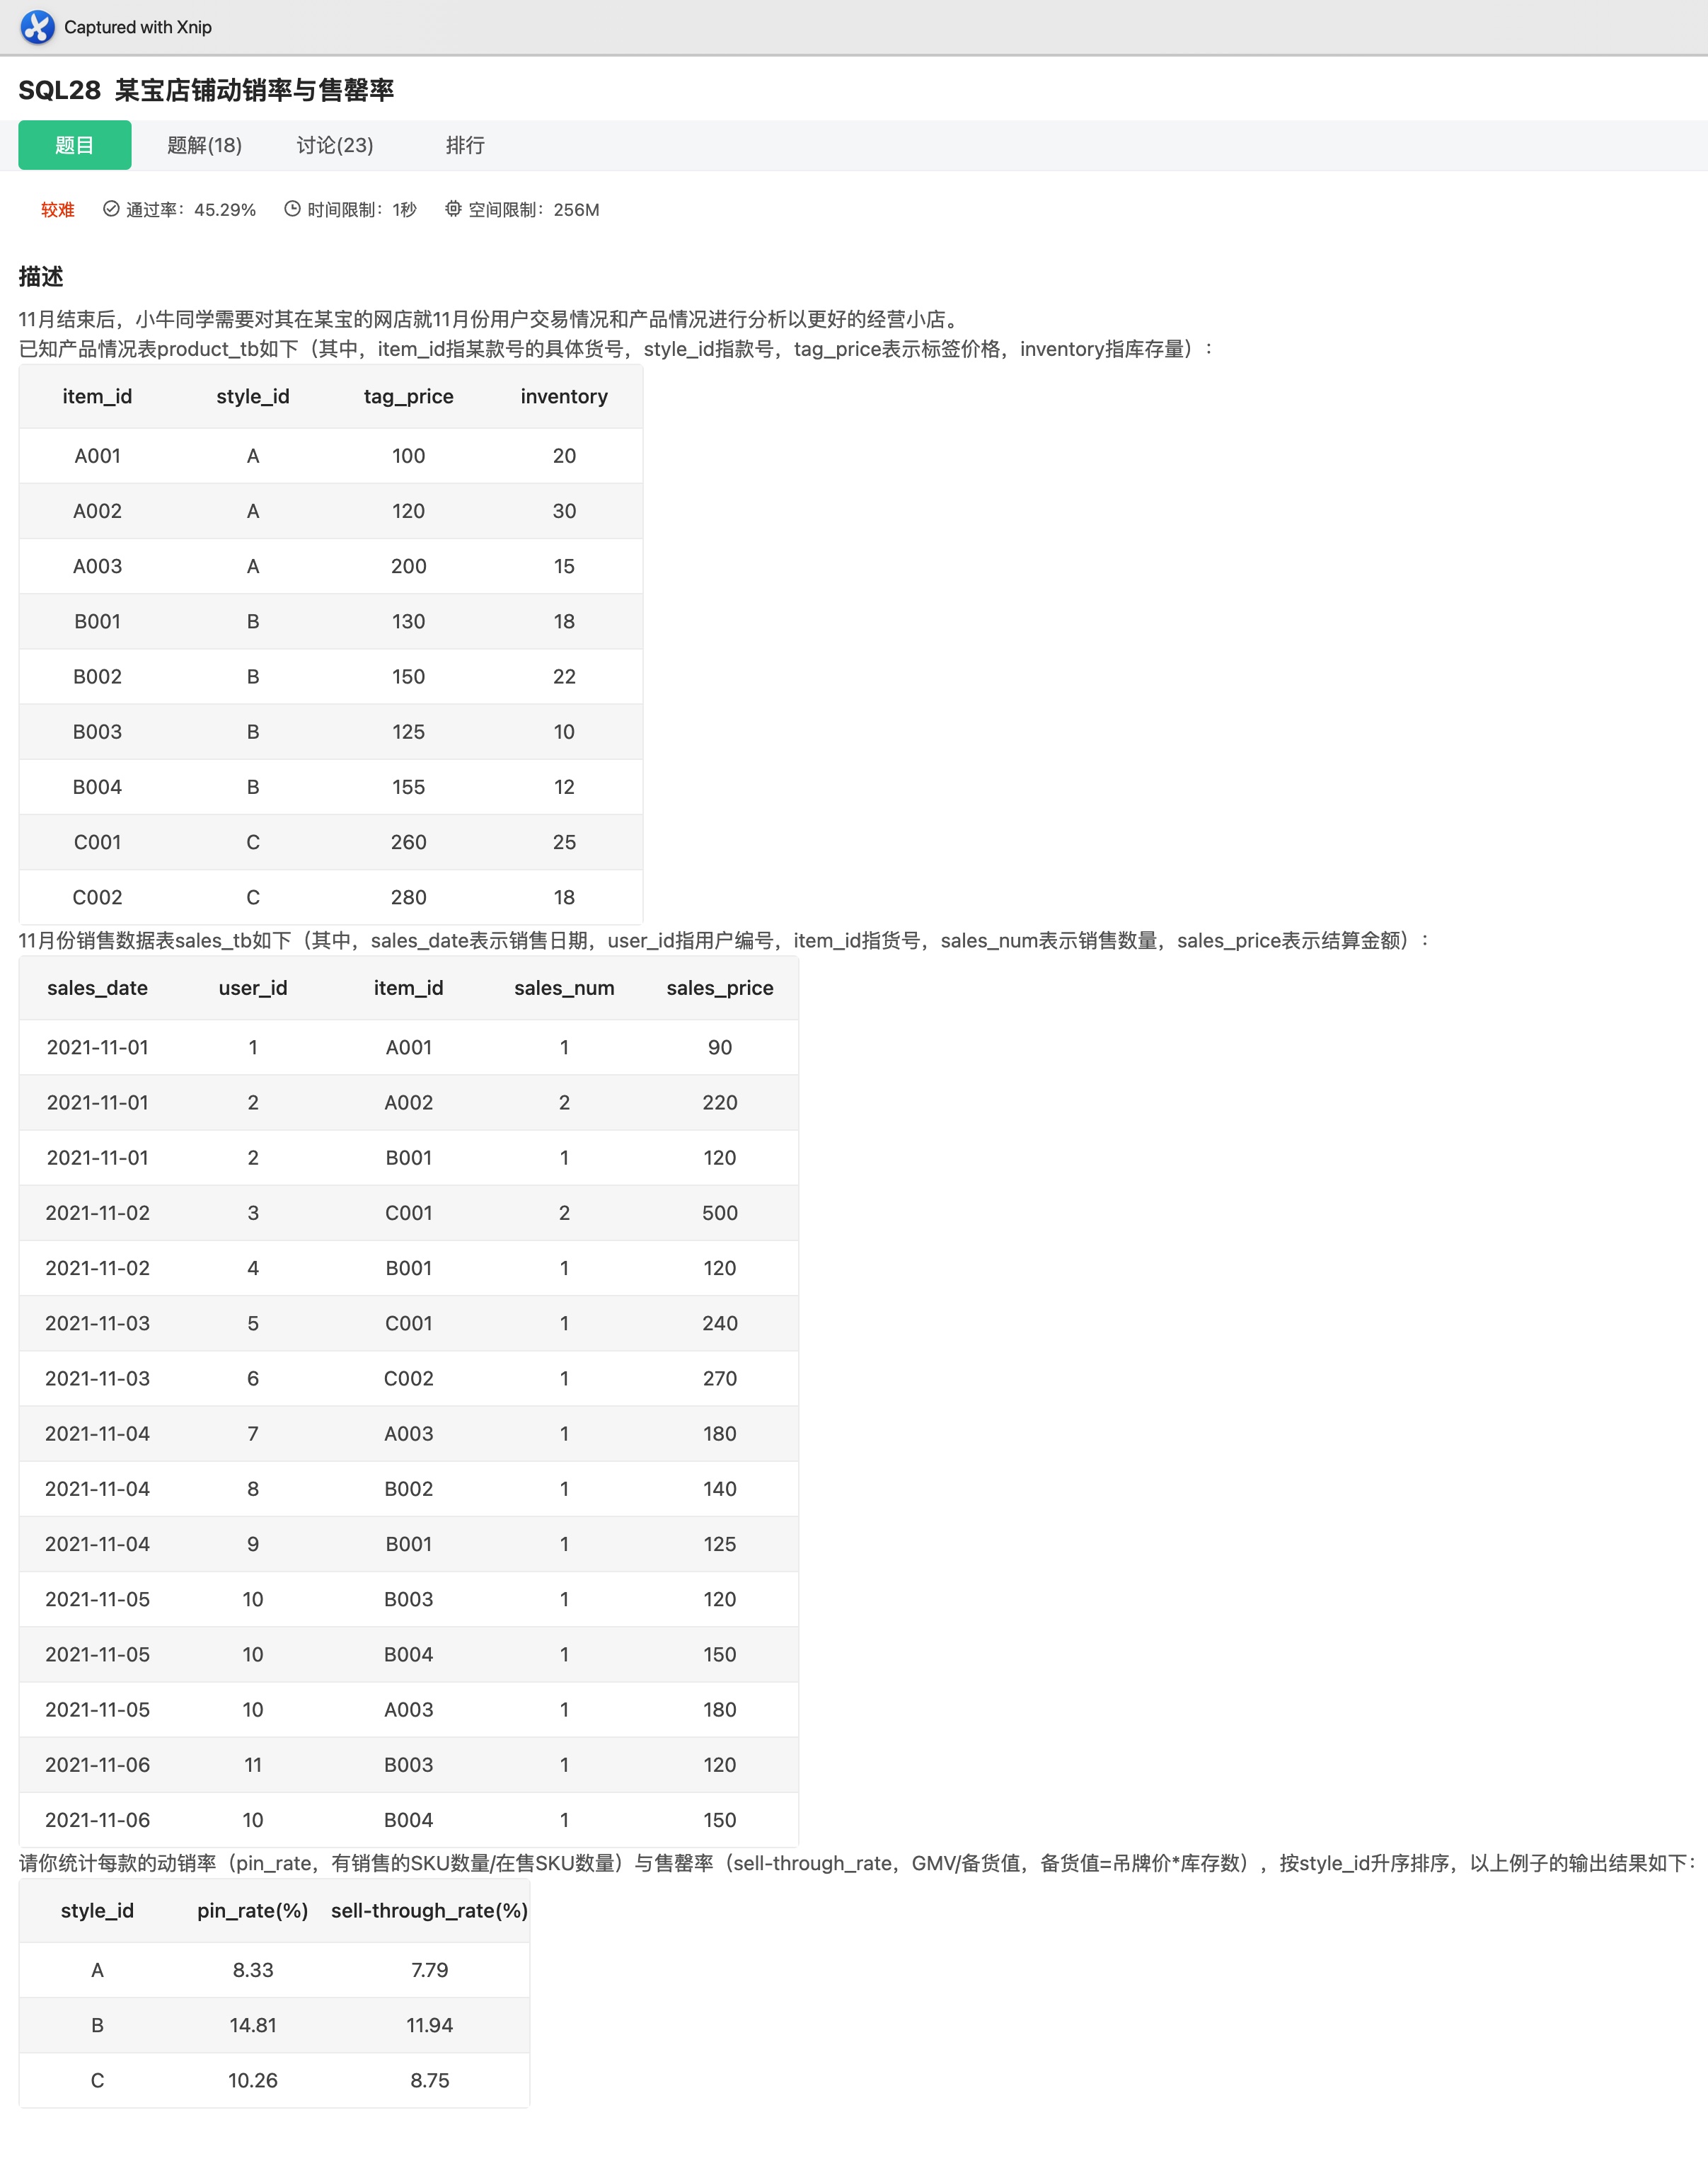 Captured with Xnip
SQL28 某宝店铺动销率与售罄率
题目 题解(18) 讨论(23) 排行
较难 通过率：45.29% 时间限制：1秒 空间限制：256M
描述
11月结束后，小牛同学需要对其在某宝的网店就11月份用户交易情况和产品情况进行分析以更好的经营小店。
已知产品情况表product_tb如下（其中，item_id指某款号的具体货号，style_id指款号，tag_price表示标签价格，inventory指库存量）：
item_id style_id tag_price inventory
A001 A 100 20
A002 A 120 30
A003 A 200 15
B001 B 130 18
B002 B 150 22
B003 B 125 10
B004 B 155 12
C001 C 260 25
C002 C 280 18
11月份销售数据表sales_tb如下（其中，sales_date表示销售日期，user_id指用户编号，item_id指货号，sales_num表示销售数量，sales_price表示结算金额）：
sales_date user_id item_id sales_num sales_price
2021-11-01 1 A001 1 90
2021-11-01 2 A002 2 220
2021-11-01 2 B001 1 120
2021-11-02 3 C001 2 500
2021-11-02 4 B001 1 120
2021-11-03 5 C001 1 240
2021-11-03 6 C002 1 270
2021-11-04 7 A003 1 180
2021-11-04 8 B002 1 140
2021-11-04 9 B001 1 125
2021-11-05 10 B003 1 120
2021-11-05 10 B004 1 150
2021-11-05 10 A003 1 180
2021-11-06 11 B003 1 120
2021-11-06 10 B004 1 150
请你统计每款的动销率（pin_rate，有销售的SKU数量/在售SKU数量）与售罄率（sell-through_rate，GMV/备货值，备货值=吊牌价*库存数），按style_id升序排序，以上例子的输出结果如下：
style_id pin_rate(%) sell-through_rate(%)
A 8.33 7.79
B 14.81 11.94
C 10.26 8.75